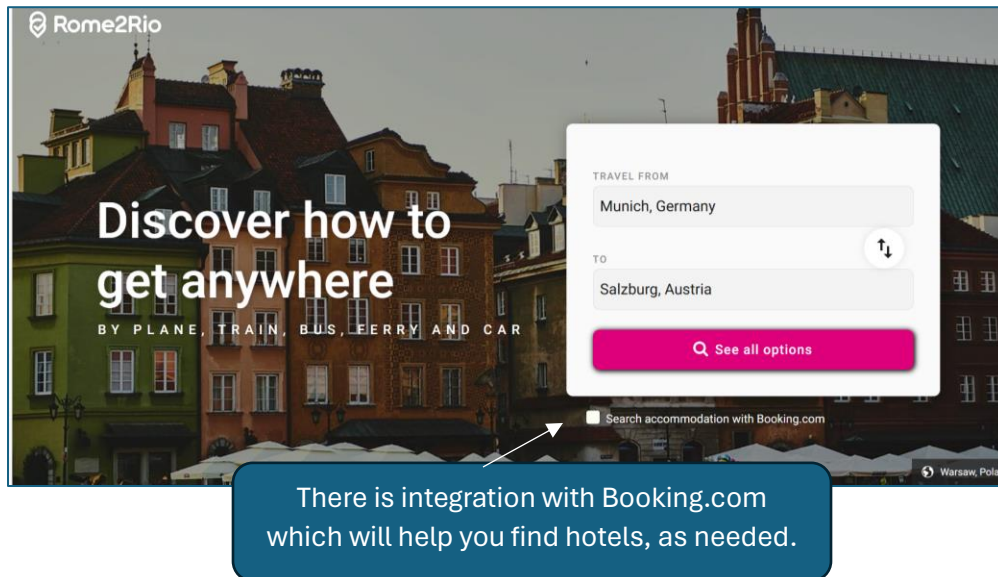 Rome2Rio
Discover how to
get anywhere
BY PLANE, TRAIN, BUS, FERRY AND CAR
TRAVEL FROM
Munich, Germany
TO
Salzburg, Austria
See all options
Search accommodation with Booking.com
Warsaw, Pola
There is integration with Booking.com
which will help you find hotels, as needed.